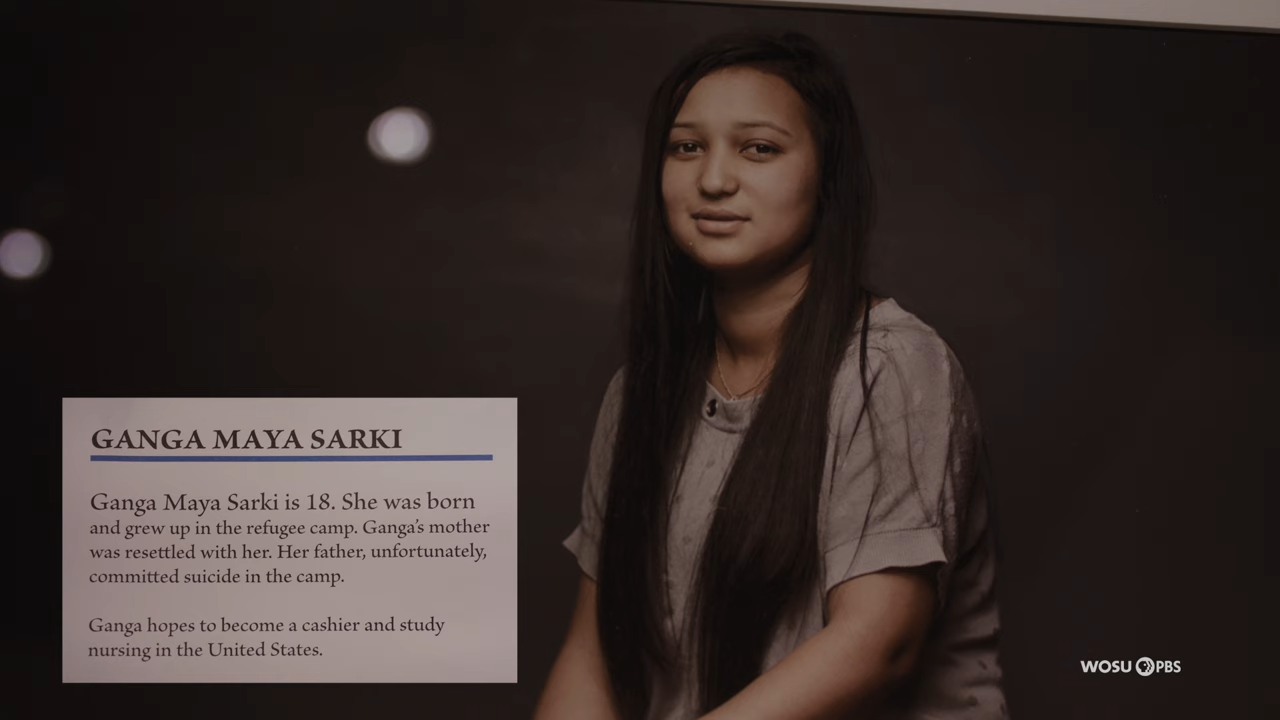 GANGA MAYA SARKI
Ganga Maya Sarki is 18. She was born
and grew up in the refugee camp. Ganga's mother
was resettled with her. Her father, unfortunately,
committed suicide in the camp.
Ganga hopes to become a cashier and study
nursing in the United States.
WOSU PBS